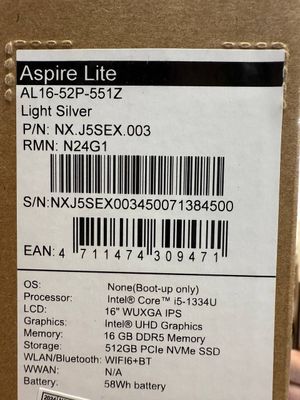 Aspire Lite
AL16-52P-551Z
Light Silver
P/N: NX.J5SEX.003
RMN: N24G1
S/N:NXJ5SEX003450071384500
EAN: 4 711474 309471
OS: None(Boot-up only)
Processor: Intel® Core™ i5-1334U
LCD: 16" WUXGA IPS
Graphics: Intel® UHD Graphics
Memory: 16 GB DDR5 Memory
Storage: 512GB PCIe NVMe SSD
WLAN/Bluetooth: WIFI6+BT
WWAN: N/A
Battery: 58Wh battery